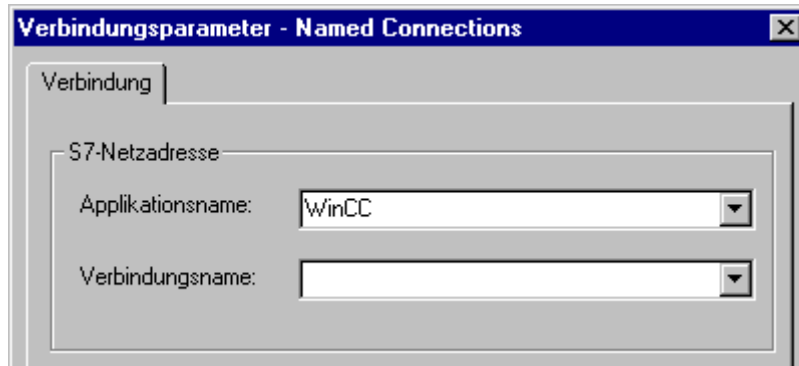 Verbindungsparameter - Named Connections
Verbindung
S7-Netzadresse
Applikationsname: WinCC
Verbindungsname: